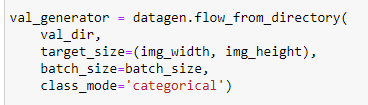 val_generator = datagen.flow_from_directory(
    val_dir,
    target_size=(img_width, img_height),
    batch_size=batch_size,
    class_mode='categorical')